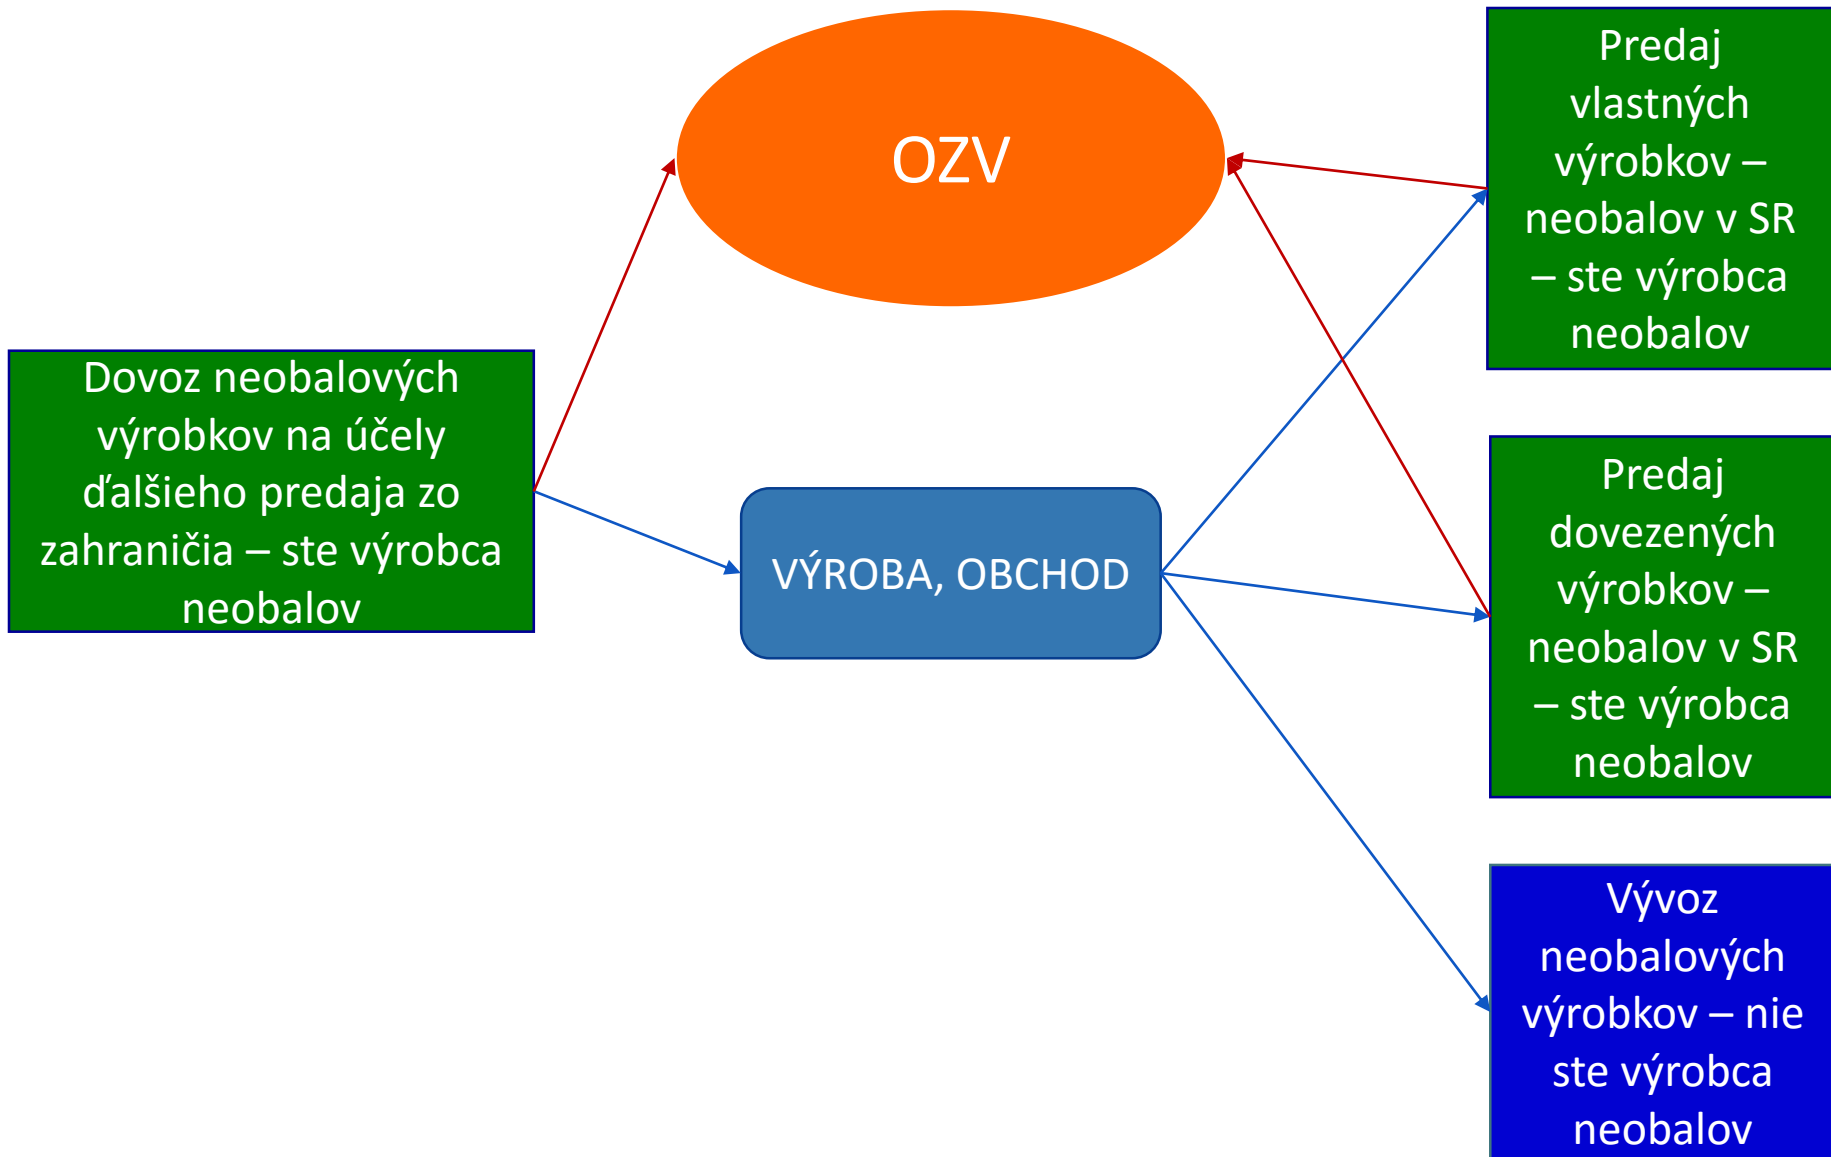 OZV
Predaj
vlastných
výrobkov –
neobalov v SR
– ste výrobca
neobalov
Dovoz neobalových
výrobkov na účely
ďalšieho predaja zo
zahraničia – ste výrobca
neobalov
VÝROBA, OBCHOD
Predaj
dovezených
výrobkov –
neobalov v SR
– ste výrobca
neobalov
Vývoz
neobalových
výrobkov – nie
ste výrobca
neobalov